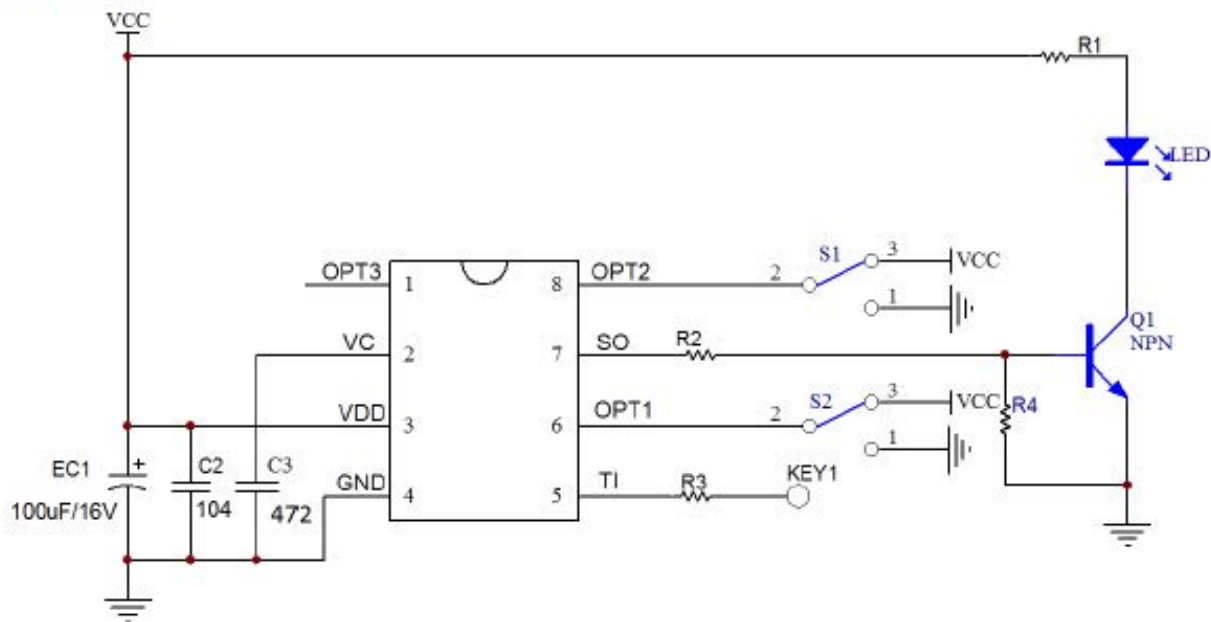 VCC
R1
LED
OPT3 1 8 OPT2 2 S1 3 VCC
1
VC 2 7 SO R2
Q1
NPN
VDD 3 6 OPT1 2 S2 3 VCC R4
1
EC1 + C2 C3 GND 4 5 TI R3 KEY1
100uF/16V 104 472